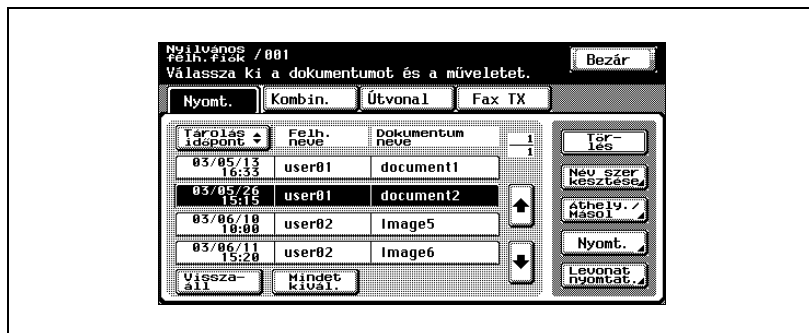 Nyilvános
félh.fiók /001
Bezár
Válassza ki a dokumentumot és a müveletet.
Nyomt. Kombin. Útvonal Fax TX
Tárolás időpont Felh. neve Dokumentum neve 1/1
03/05/13 16:33 user01 document1
03/05/26 15:15 user01 document2
03/06/10 10:00 user02 Image5
03/06/11 15:20 user02 Image6
Vissza-
áll
Mindet
kivál.
Tör-
lés
Név szer
kesztése
Áthely./
Másol
Nyomt.
Levonat
nyomtat.